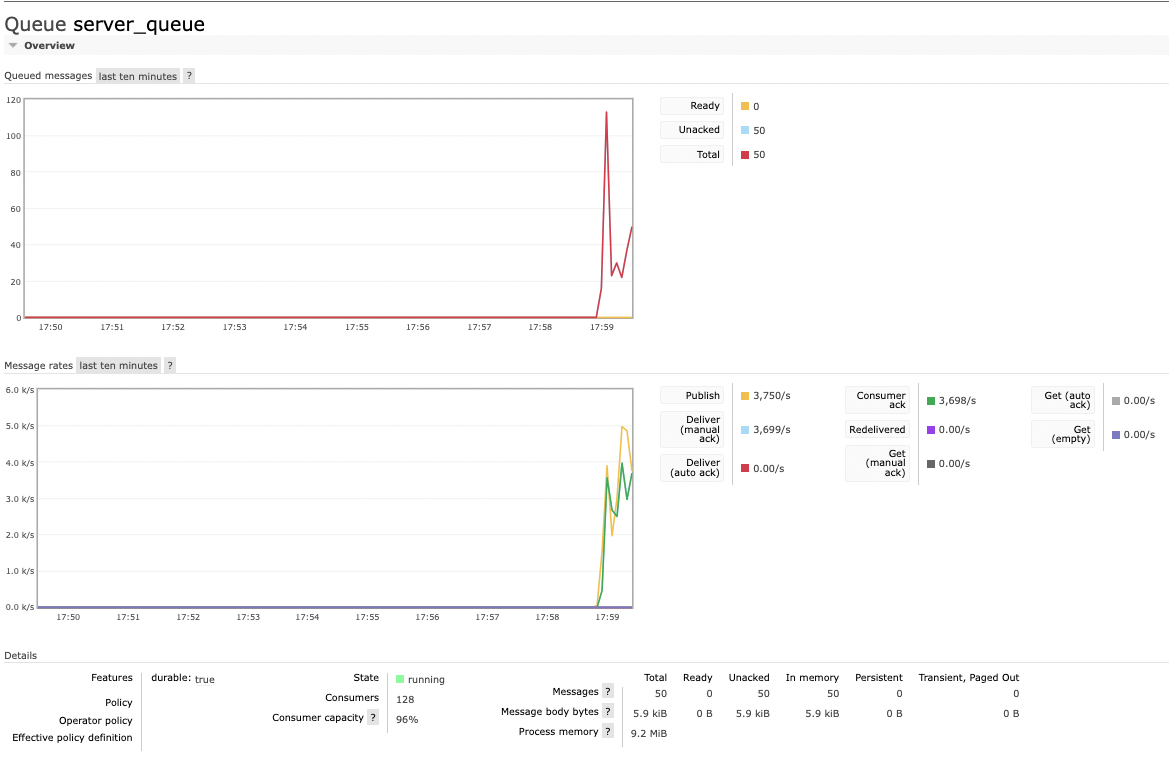 Queue server_queue
Overview
Queued messages last ten minutes ?
120
100
80
60
40
20
0
17:50 17:51 17:52 17:53 17:54 17:55 17:56 17:57 17:58 17:59
Ready 0
Unacked 50
Total 50
Message rates last ten minutes ?
6.0 k/s
5.0 k/s
4.0 k/s
3.0 k/s
2.0 k/s
1.0 k/s
0.0 k/s
17:50 17:51 17:52 17:53 17:54 17:55 17:56 17:57 17:58 17:59
Publish 3,750/s
Deliver
(manual
ack)
3,699/s
Deliver
(auto ack)
0.00/s
Consumer
ack
3,698/s
Redelivered 0.00/s
Get
(manual
ack)
0.00/s
Get (auto
ack)
0.00/s
Get
(empty)
0.00/s
Details
Features durable: true
Policy
Operator policy
Effective policy definition
State running
Consumers 128
Consumer capacity ? 96%
Total Ready Unacked In memory Persistent Transient, Paged Out
Messages ? 50 0 50 50 0 0
Message body bytes ? 5.9 kiB 0 B 5.9 kiB 5.9 kiB 0 B 0 B
Process memory ? 9.2 MiB